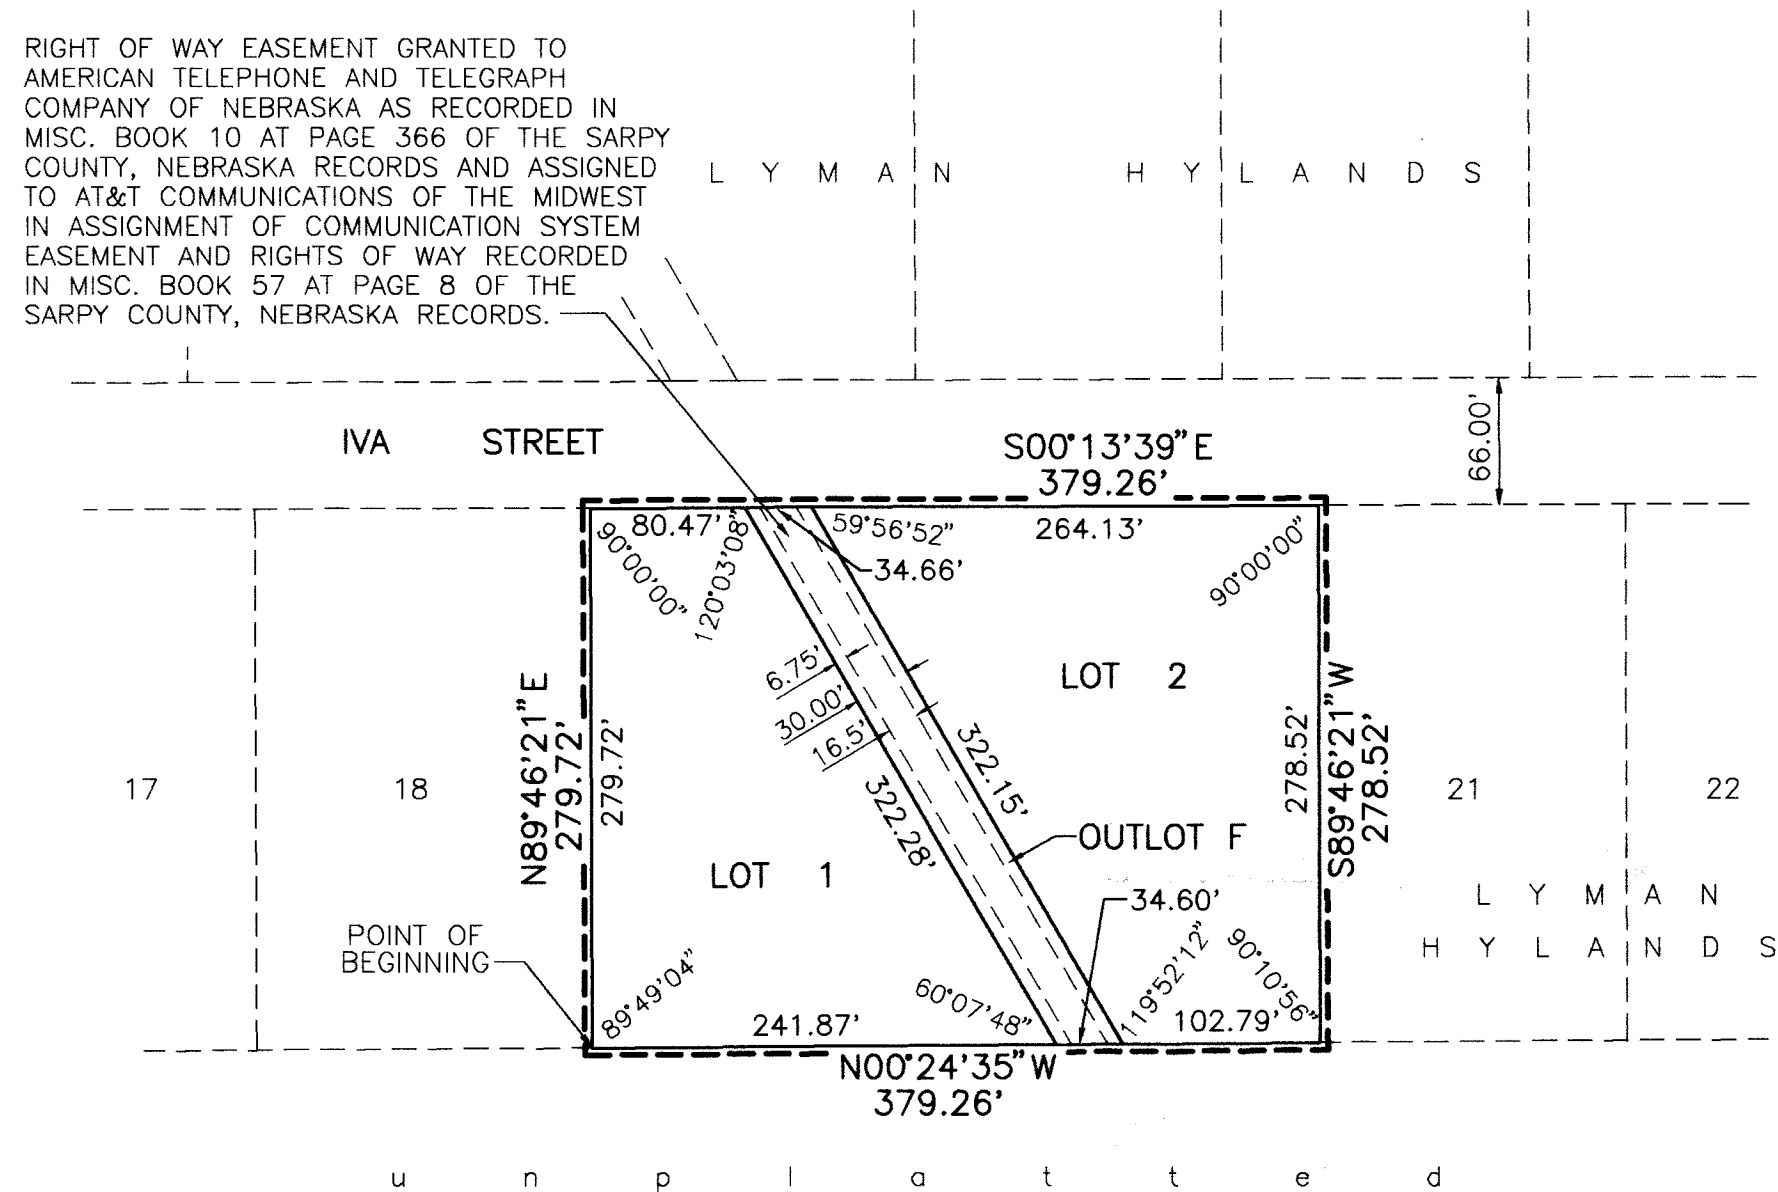 RIGHT OF WAY EASEMENT GRANTED TO
AMERICAN TELEPHONE AND TELEGRAPH
COMPANY OF NEBRASKA AS RECORDED IN
MISC. BOOK 10 AT PAGE 366 OF THE SARPY
COUNTY, NEBRASKA RECORDS AND ASSIGNED
TO AT&T COMMUNICATIONS OF THE MIDWEST
IN ASSIGNMENT OF COMMUNICATION SYSTEM
EASEMENT AND RIGHTS OF WAY RECORDED
IN MISC. BOOK 57 AT PAGE 8 OF THE
SARPY COUNTY, NEBRASKA RECORDS.
LYMAN HYLANDS
IVA STREET
S00°13'39"E
379.26'
66.00'
80.47'
90°00'00"
120°03'08"
59°56'52"
34.66'
264.13'
90°00'00"
6.75'
30.00'
16.5'
LOT 2
N89°46'21"E
279.72'
279.72'
322.28'
322.15'
278.52'
S89°46'21"W
278.52'
17
18
21
22
LOT 1
OUTLOT F
34.60'
LYMAN
HYLANDS
POINT OF
BEGINNING
89°49'04"
241.87'
60°07'48"
119°52'12"
90°10'56"
102.79'
N00°24'35"W
379.26'
unplatted